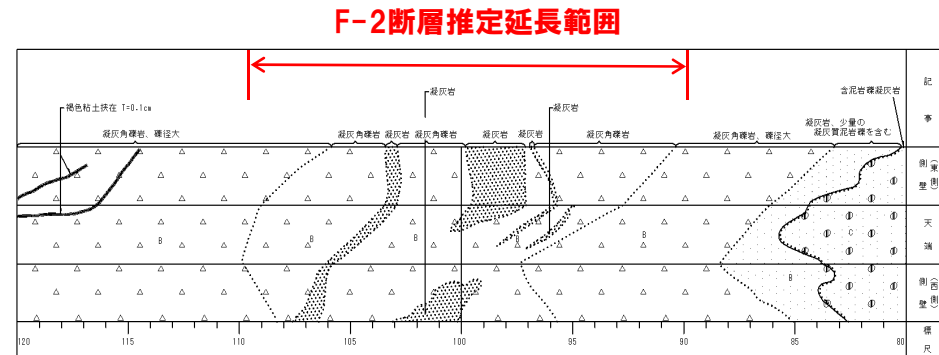 F-2断層推定延長範囲
凝灰岩
含泥岩礫凝灰岩
記事
褐色粘土挟在 T=0.1cm
凝灰岩
凝灰角礫岩、礫径大
凝灰角礫岩
凝灰岩
凝灰角礫岩
凝灰岩
凝灰岩
凝灰角礫岩
凝灰角礫岩、礫径大
凝灰岩、少量の
凝灰質泥岩礫を含む
側壁(東側)
B
B
B
B
B
C
天端
B
側壁(西側)
120
115
110
105
100
95
90
85
80
標尺